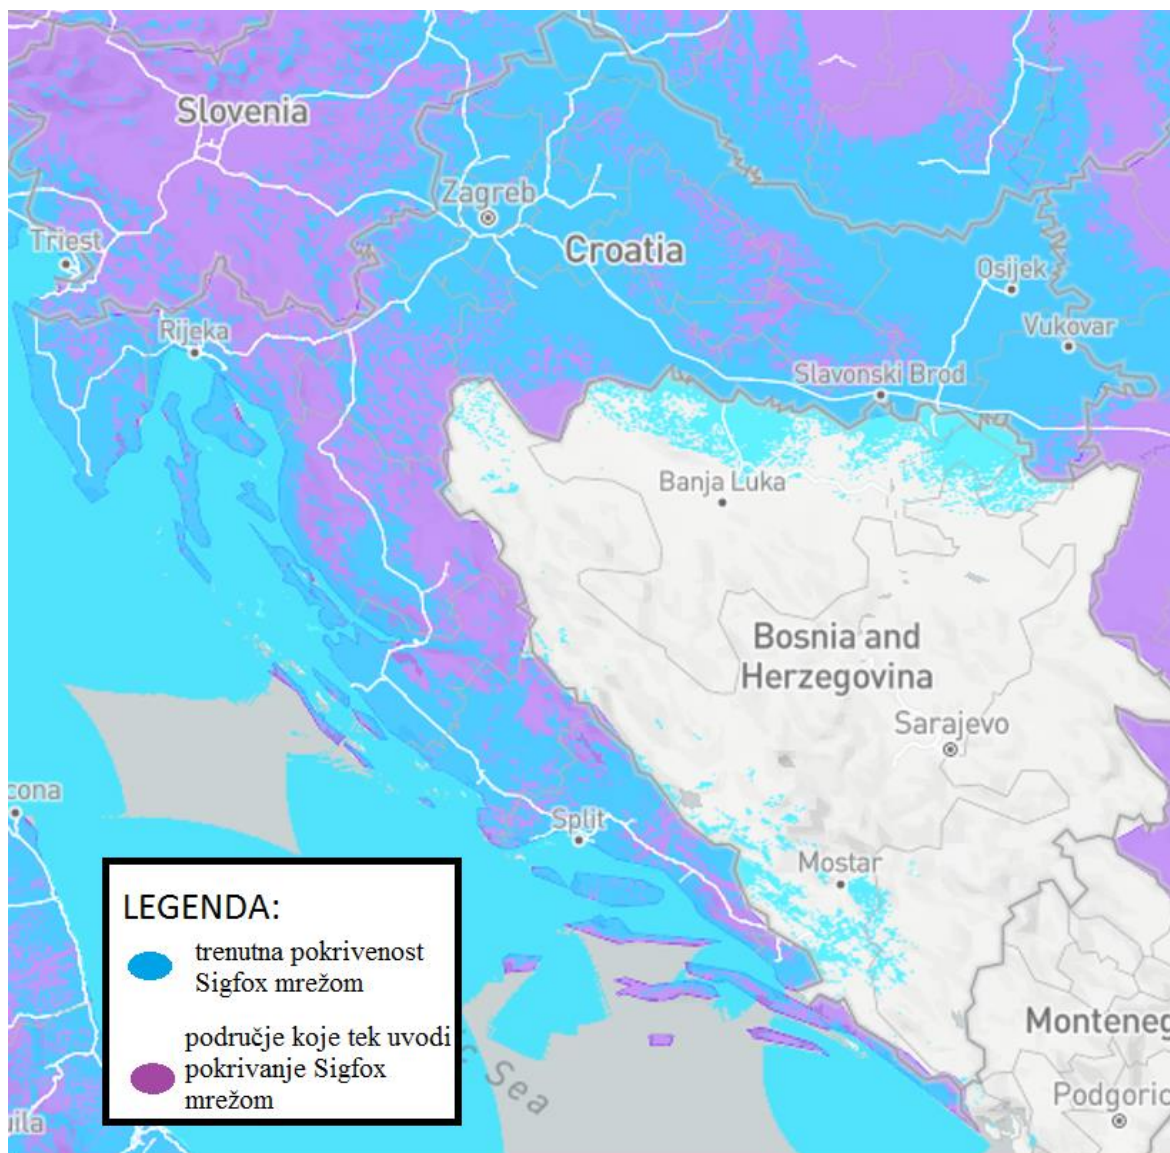 Slovenia
Zagreb
Triest
Croatia
Osijek
Rijeka
Vukovar
Slavonski Brod
Banja Luka
Bosnia and
Herzegovina
Sarajevo
cona
Split
Mostar
LEGENDA:
trenutna pokrivenost
Sigfox mrežom
područje koje tek uvodi
pokrivanje Sigfox
mrežom
c Sea
Monteneg
Podgoric
uila